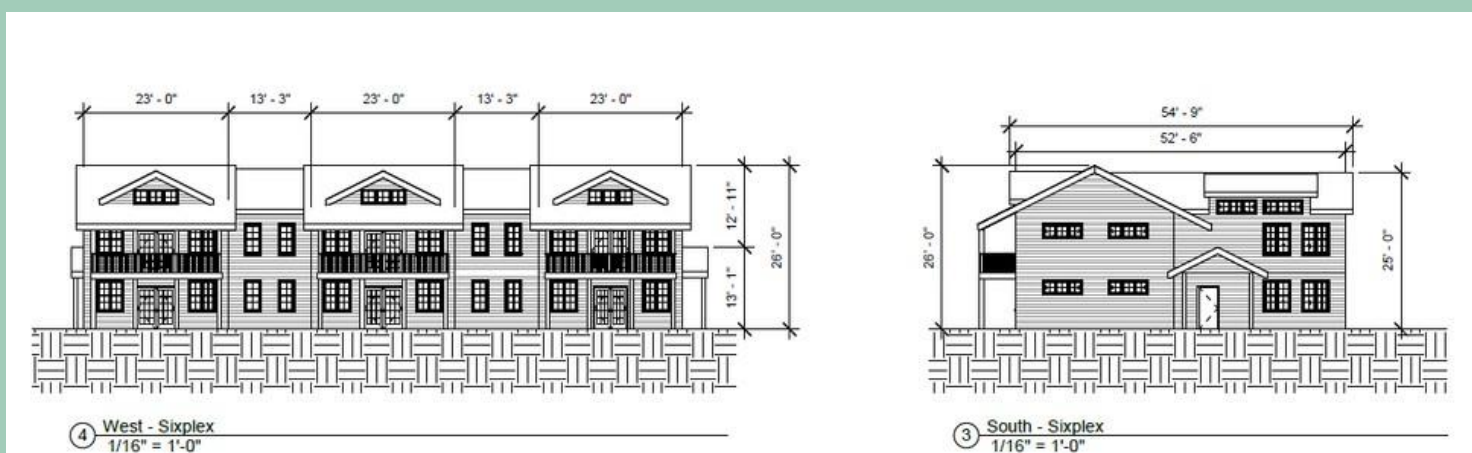 23' - 0" 13' - 3" 23' - 0" 13' - 3" 23' - 0"
12' - 11"
13' - 1"
26' - 0"
4 West - Sixplex
1/16" = 1'-0"
54' - 9"
52' - 6"
26' - 0"
25' - 0"
3 South - Sixplex
1/16" = 1'-0"